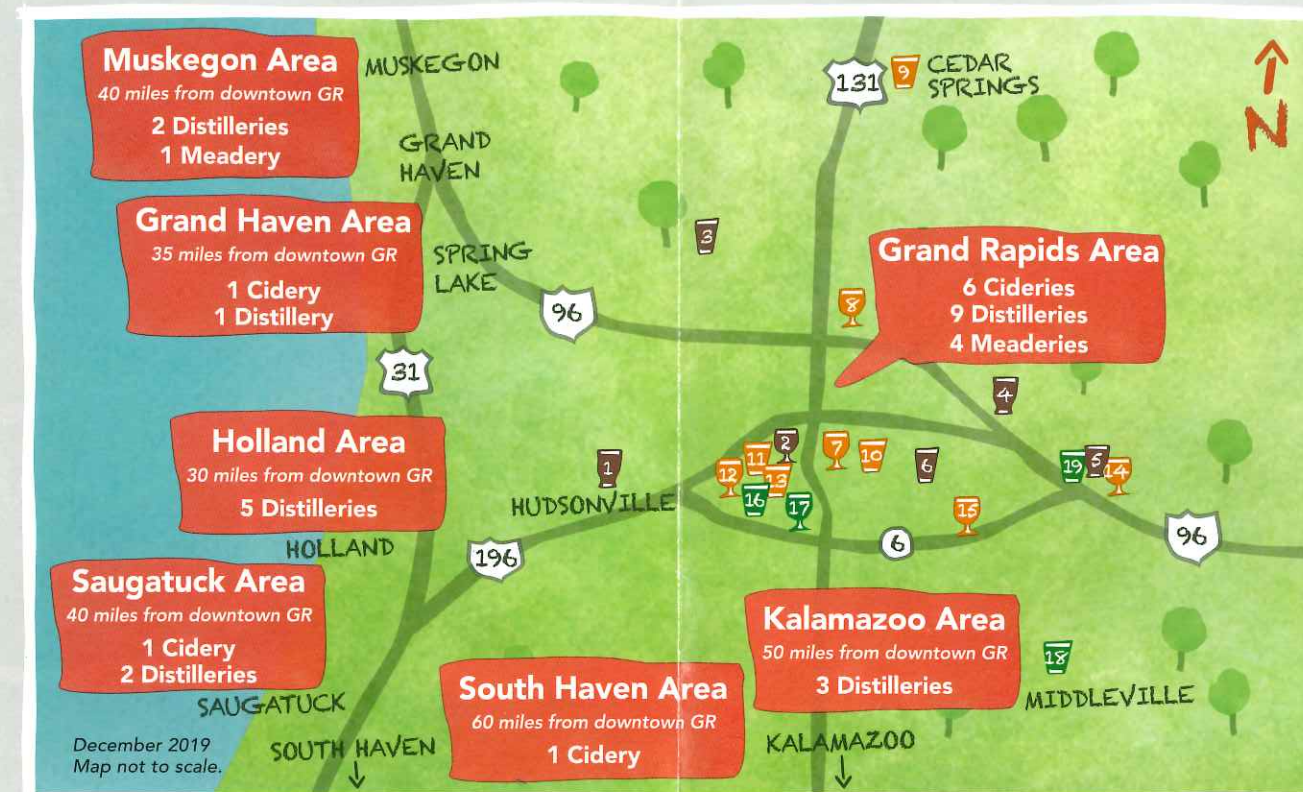 Muskegon Area
40 miles from downtown GR
2 Distilleries
1 Meadery
MUSKEGON
131
9
CEDAR
SPRINGS
N
GRAND
HAVEN
Grand Haven Area
35 miles from downtown GR
1 Cidery
1 Distillery
SPRING
LAKE
3
Grand Rapids Area
6 Cideries
9 Distilleries
4 Meaderies
8
96
31
4
Holland Area
30 miles from downtown GR
5 Distilleries
HOLLAND
1
HUDSONVILLE
2
11
12
13
7
10
6
16
17
19
5
14
15
6
96
196
Saugatuck Area
40 miles from downtown GR
1 Cidery
2 Distilleries
SAUGATUCK
South Haven Area
60 miles from downtown GR
1 Cidery
Kalamazoo Area
50 miles from downtown GR
3 Distilleries
18
MIDDLEVILLE
KALAMAZOO
SOUTH HAVEN
December 2019
Map not to scale.